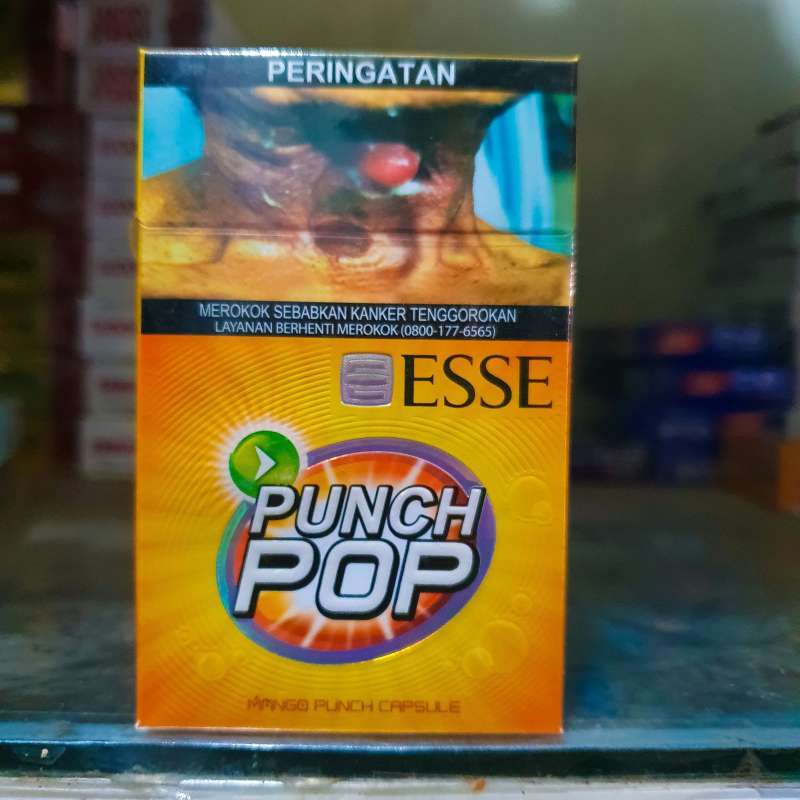 PERINGATAN
MEROKOK SEBABKAN KANKER TENGGOROKAN
LAYANAN BERHENTI MEROKOK (0800-177-6565)
ESSE
PUNCH
POP
MANGO PUNCH CAPSULE